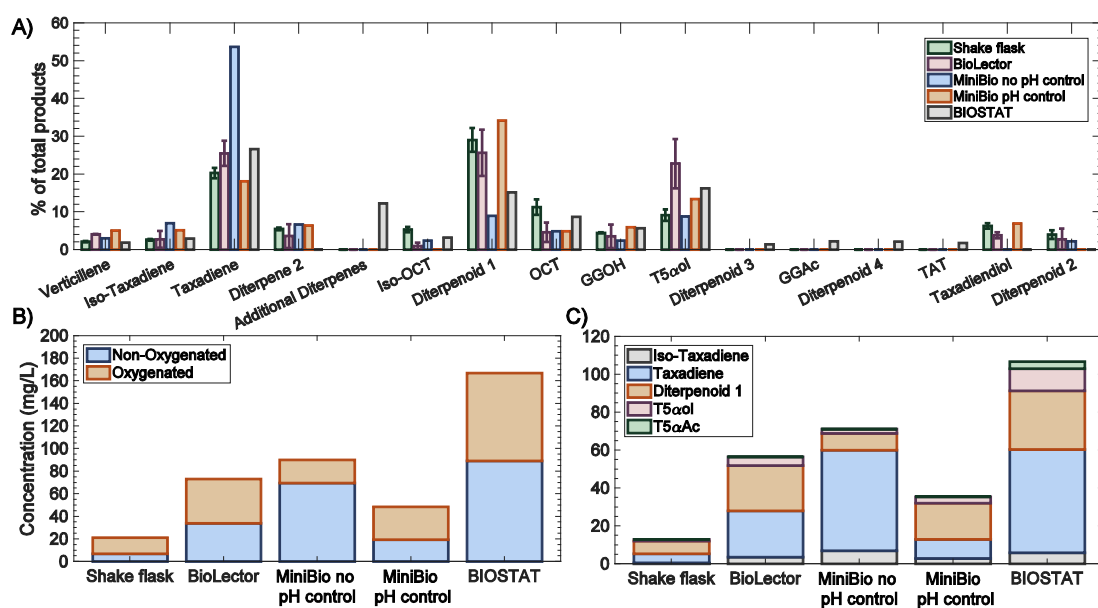 A)
60
50
40
30
20
10
0
% of total products
Shake flask
BioLector
MiniBio no pH control
MiniBio pH control
BIOSTAT
Verticillene
Iso-Taxadiene
Taxadiene
Diterpene 2
Additional Diterpenes
Iso-OCT
Diterpenoid 1
OCT
GGOH
T5αol
Diterpenoid 3
GGAc
Diterpenoid 4
TAT
Taxadiendiol
Diterpenoid 2
B)
200
180
160
140
120
100
80
60
40
20
0
Concentration (mg/L)
Non-Oxygenated
Oxygenated
Shake flask
BioLector
MiniBio no
pH control
MiniBio
pH control
BIOSTAT
C)
120
100
80
60
40
20
0
Iso-Taxadiene
Taxadiene
Diterpenoid 1
T5αol
T5αAc
Shake flask
BioLector
MiniBio no
pH control
MiniBio
pH control
BIOSTAT